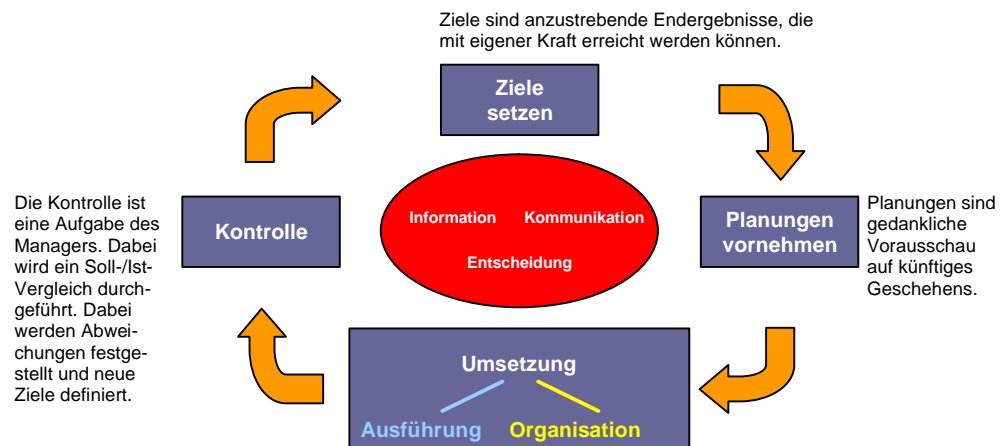 Ziele sind anzustrebende Endergebnisse, die
mit eigener Kraft erreicht werden können.
Ziele
setzen
Die Kontrolle ist
eine Aufgabe des
Managers. Dabei
wird ein Soll-/Ist-
Vergleich durch-
geführt. Dabei
werden Abwei-
chungen festge-
stellt und neue
Ziele definiert.
Kontrolle
Information Kommunikation
Entscheidung
Planungen
vornehmen
Planungen sind
gedankliche
Vorausschau
auf künftiges
Geschehens.
Umsetzung
Ausführung Organisation